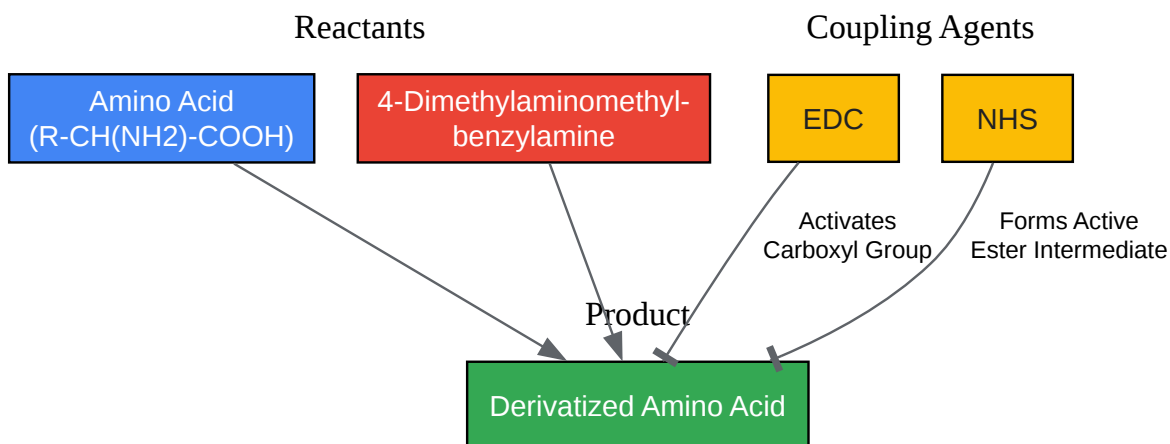 Reactants
Coupling Agents
Amino Acid
(R-CH(NH2)-COOH)
4-Dimethylaminomethyl-
benzylamine
EDC
NHS
Activates
Carboxyl Group
Forms Active
Ester Intermediate
Product
Derivatized Amino Acid